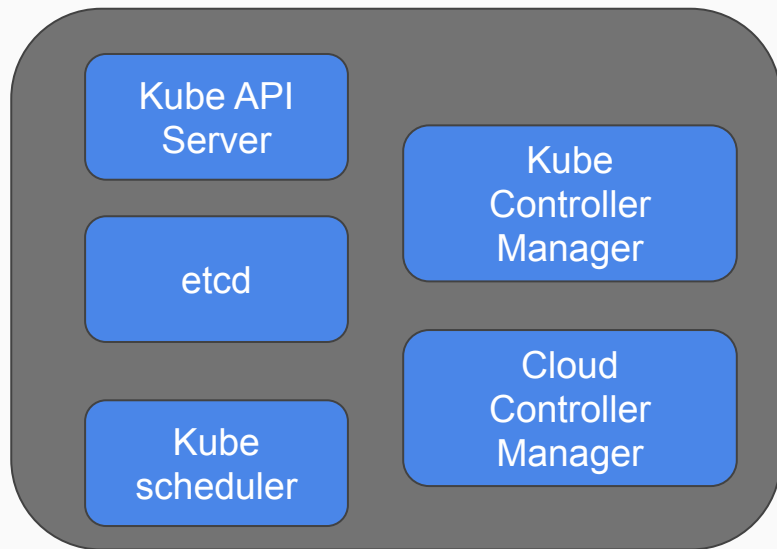 Kube API
Server
etcd
Kube
scheduler
Kube
Controller
Manager
Cloud
Controller
Manager